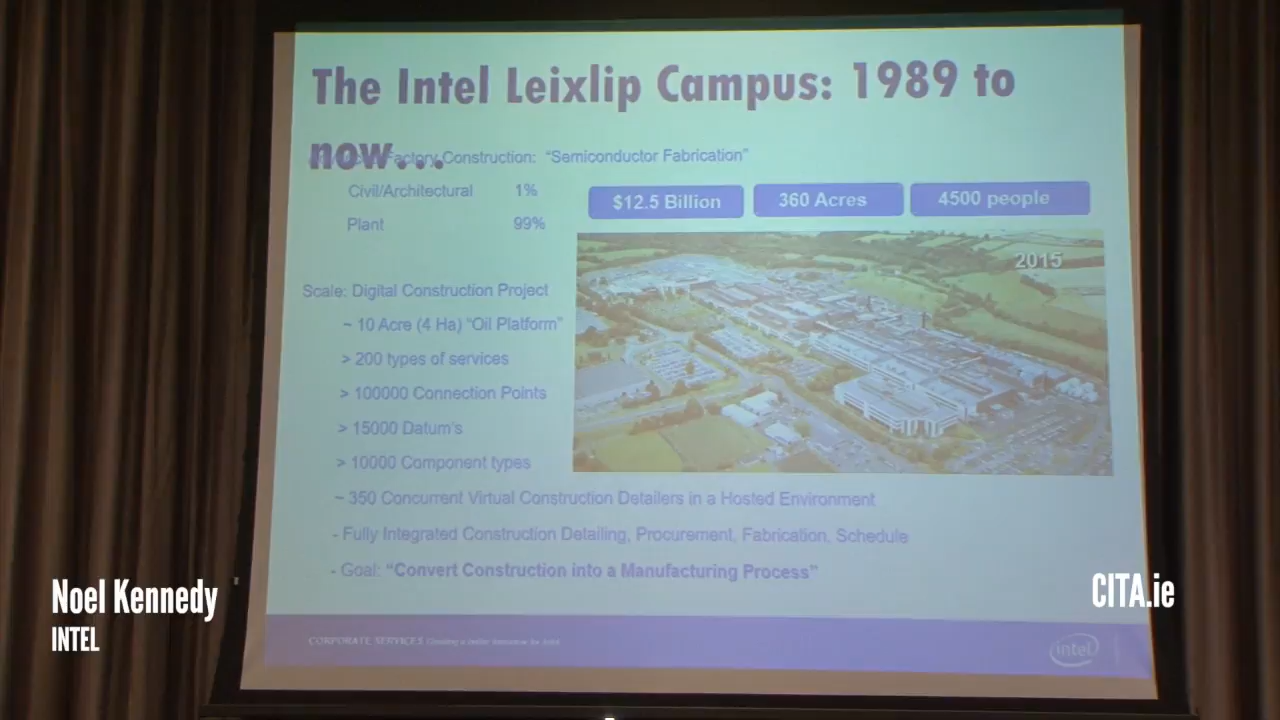 The Intel Leixlip Campus: 1989 to
now...
Factory Construction: "Semiconductor Fabrication"
Civil/Architectural 1%
Plant 99%
$12.5 Billion
360 Acres
4500 people
2015
Scale: Digital Construction Project
~ 10 Acre (4 Ha) "Oil Platform"
> 200 types of services
> 100000 Connection Points
> 15000 Datum's
> 10000 Component types
~ 350 Concurrent Virtual Construction Detailers in a Hosted Environment
- Fully Integrated Construction Detailing, Procurement, Fabrication, Schedule
- Goal: "Convert Construction into a Manufacturing Process"
Noel Kennedy
INTEL
CITA.ie
CORPORATE SERVICES
intel